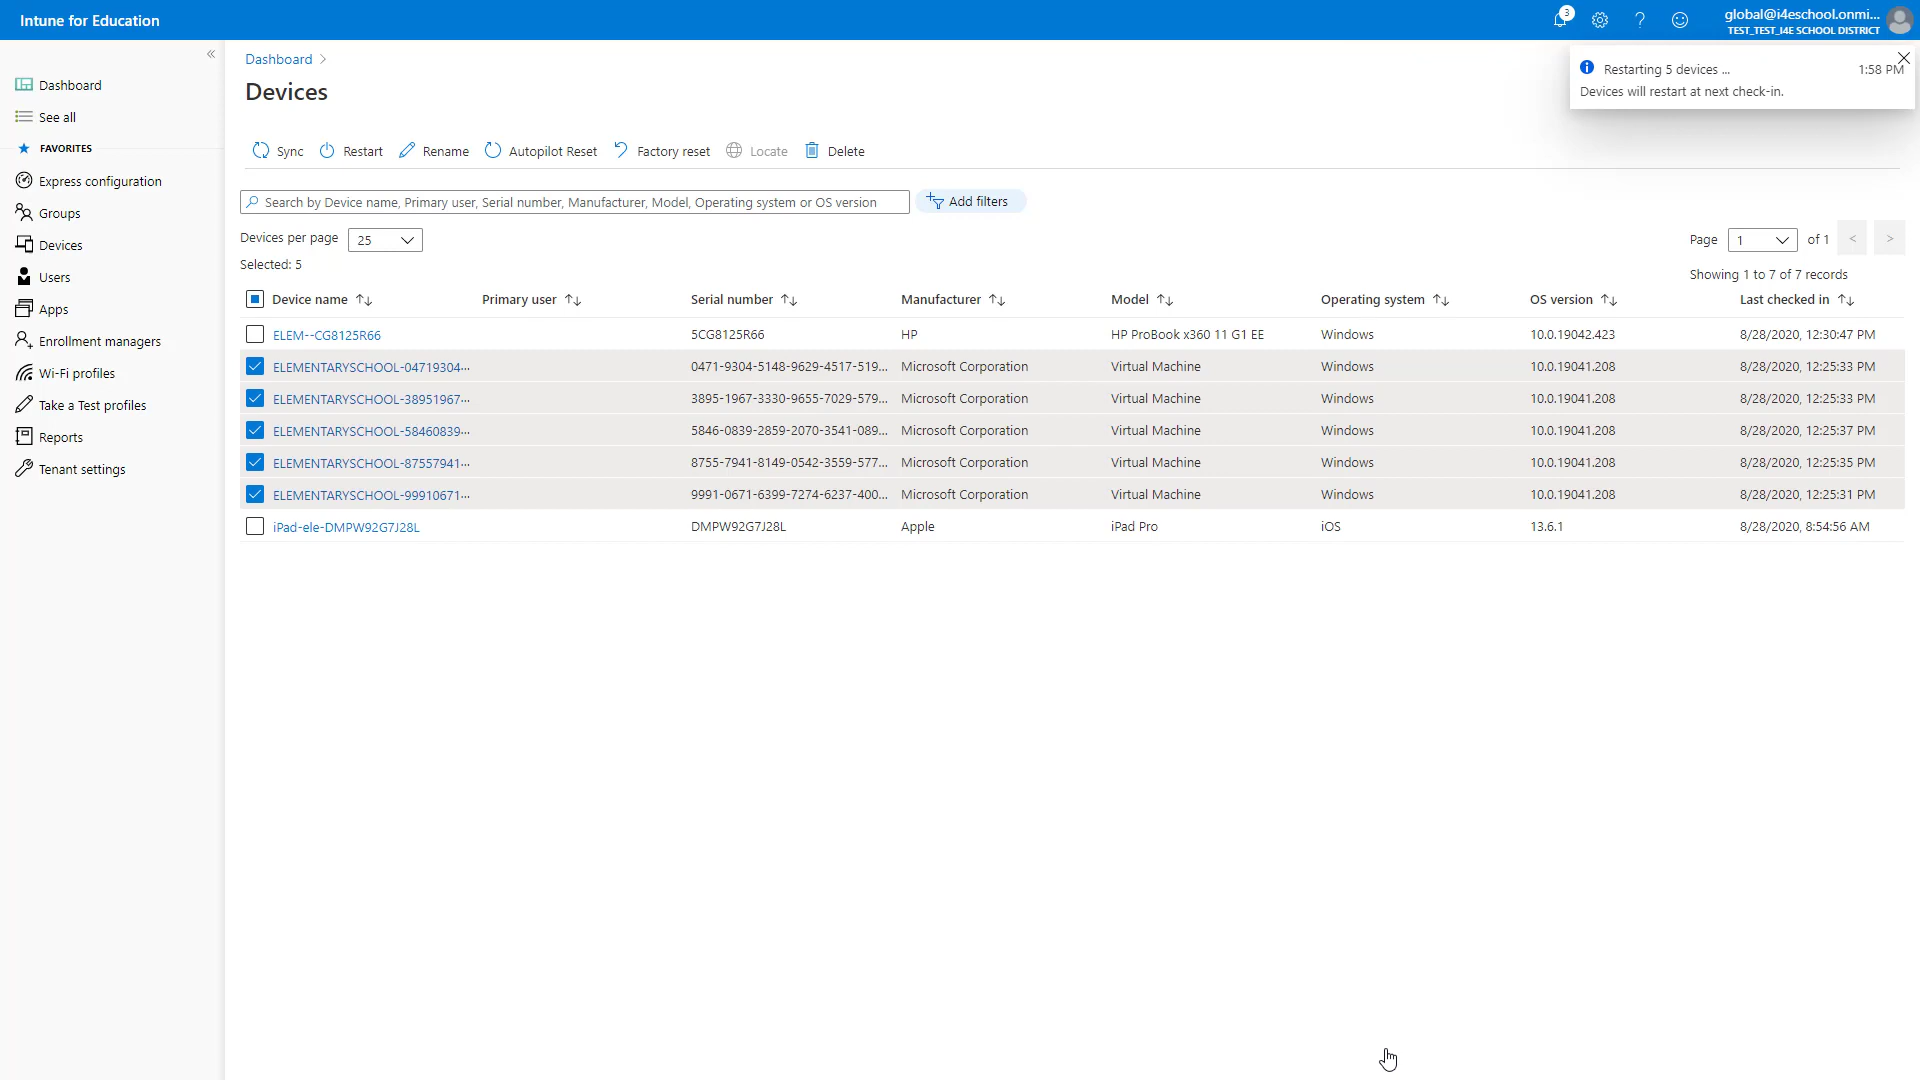 Intune for Education
3
global@i4eschool.onmi...
TEST_TEST_I4E SCHOOL DISTRICT
Restarting 5 devices ... 1:58 PM
Devices will restart at next check-in.
Dashboard
See all
FAVORITES
Express configuration
Groups
Devices
Users
Apps
Enrollment managers
Wi-Fi profiles
Take a Test profiles
Reports
Tenant settings
Dashboard
Devices
Sync Restart Rename Autopilot Reset Factory reset Locate Delete
Search by Device name, Primary user, Serial number, Manufacturer, Model, Operating system or OS version
Add filters
Devices per page 25
Page 1 of 1 < >
Selected: 5
Showing 1 to 7 of 7 records
Device name Primary user Serial number Manufacturer Model Operating system OS version Last checked in
ELEM--CG8125R66 5CG8125R66 HP HP ProBook x360 11 G1 EE Windows 10.0.19042.423 8/28/2020, 12:30:47 PM
ELEMENTARYSCHOOL-04719304... 0471-9304-5148-9629-4517-519... Microsoft Corporation Virtual Machine Windows 10.0.19041.208 8/28/2020, 12:25:33 PM
ELEMENTARYSCHOOL-38951967... 3895-1967-3330-9655-7029-579... Microsoft Corporation Virtual Machine Windows 10.0.19041.208 8/28/2020, 12:25:33 PM
ELEMENTARYSCHOOL-58460839... 5846-0839-2859-2070-3541-089... Microsoft Corporation Virtual Machine Windows 10.0.19041.208 8/28/2020, 12:25:37 PM
ELEMENTARYSCHOOL-87557941... 8755-7941-8149-0542-3559-577... Microsoft Corporation Virtual Machine Windows 10.0.19041.208 8/28/2020, 12:25:35 PM
ELEMENTARYSCHOOL-99910671... 9991-0671-6399-7274-6237-400... Microsoft Corporation Virtual Machine Windows 10.0.19041.208 8/28/2020, 12:25:31 PM
iPad-ele-DMPW92G7J28L DMPW92G7J28L Apple iPad Pro iOS 13.6.1 8/28/2020, 8:54:56 AM